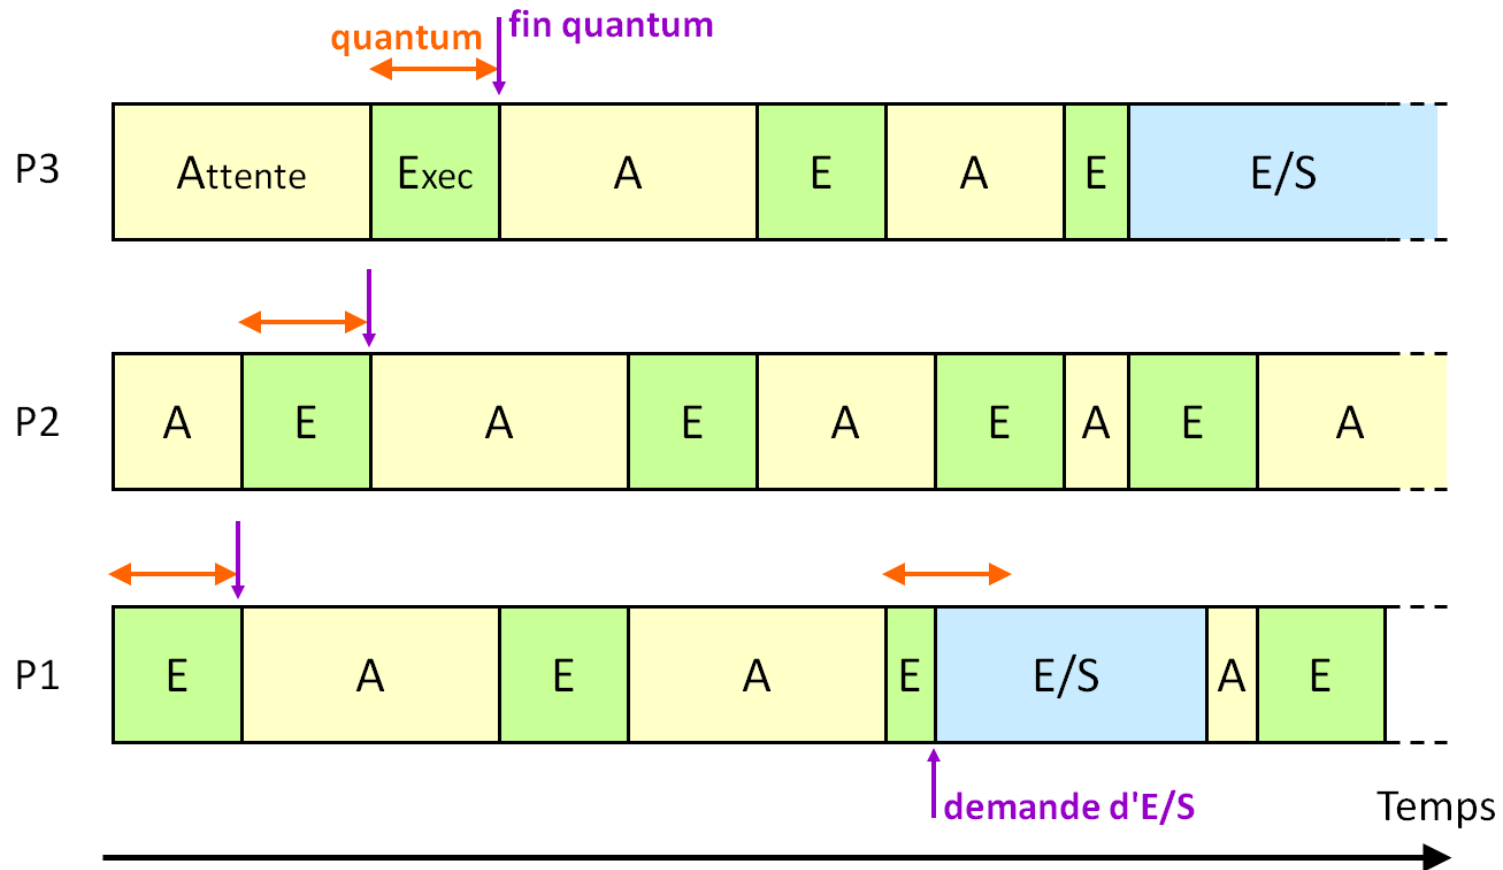 quantum fin quantum
P3 Attente Exec A E A E E/S
P2 A E A E A E A E A
P1 E A E A E E/S A E
demande d'E/S
Temps